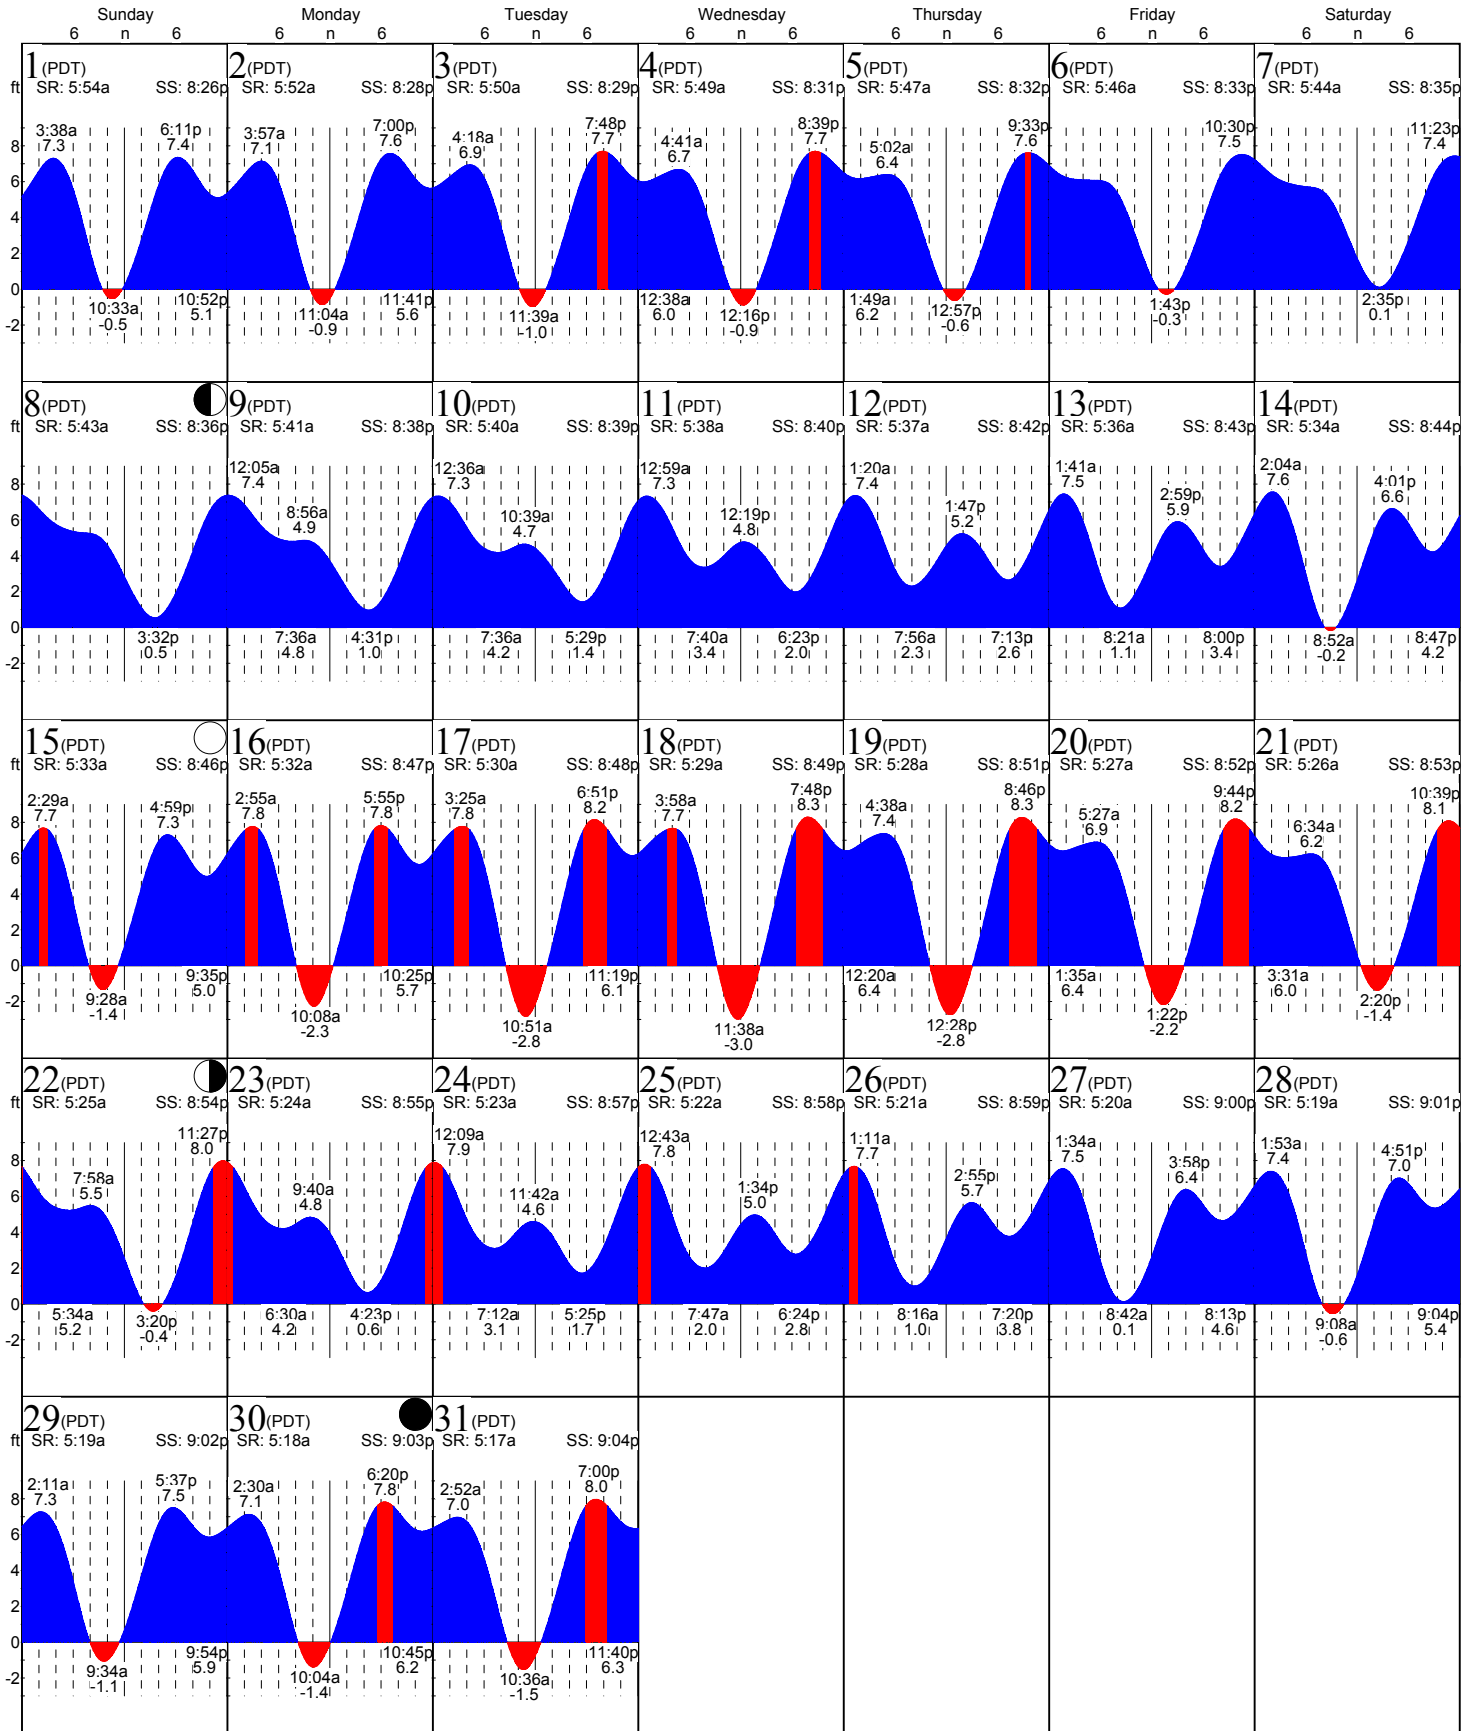 Sunday Monday Tuesday Wednesday Thursday Friday Saturday
6 n 6 6 n 6 6 n 6 6 n 6 6 n 6 6 n 6 6 n 6
1(PDT) 2(PDT) 3(PDT) 4(PDT) 5(PDT) 6(PDT) 7(PDT)
ft SR: 5:54a SS: 8:26p SR: 5:52a SS: 8:28p SR: 5:50a SS: 8:29p SR: 5:49a SS: 8:31p SR: 5:47a SS: 8:32p SR: 5:46a SS: 8:33p SR: 5:44a SS: 8:35p
3:38a 6:11p 3:57a 7:00p 4:18a 7:48p 4:41a 8:39p 5:02a 9:33p 10:30p 11:23p
7.3 7.4 7.1 7.6 6.9 7.7 6.7 7.7 6.4 7.6 7.5 7.4
8
6
4
2
0
-2
10:33a 10:52p 11:04a 11:41p 11:39a 12:38a 12:16p 1:49a 12:57p 1:43p 2:35p
-0.5 5.1 -0.9 5.6 -1.0 6.0 -0.9 6.2 -0.6 -0.3 0.1
8(PDT) 9(PDT) 10(PDT) 11(PDT) 12(PDT) 13(PDT) 14(PDT)
ft SR: 5:43a SS: 8:36p SR: 5:41a SS: 8:38p SR: 5:40a SS: 8:39p SR: 5:38a SS: 8:40p SR: 5:37a SS: 8:42p SR: 5:36a SS: 8:43p SR: 5:34a SS: 8:44p
12:05a 8:56a 12:36a 10:39a 12:59a 12:19p 1:20a 1:47p 1:41a 2:59p 2:04a 4:01p
7.4 4.9 7.3 4.7 7.3 4.8 7.4 5.2 7.5 5.9 7.6 6.6
8
6
4
2
0
-2
3:32p 7:36a 4:31p 7:36a 5:29p 7:40a 6:23p 7:56a 7:13p 8:21a 8:00p 8:52a 8:47p
0.5 4.8 1.0 4.2 1.4 3.4 2.0 2.3 2.6 1.1 3.4 -0.2 4.2
15(PDT) 16(PDT) 17(PDT) 18(PDT) 19(PDT) 20(PDT) 21(PDT)
ft SR: 5:33a SS: 8:46p SR: 5:32a SS: 8:47p SR: 5:30a SS: 8:48p SR: 5:29a SS: 8:49p SR: 5:28a SS: 8:51p SR: 5:27a SS: 8:52p SR: 5:26a SS: 8:53p
2:29a 4:59p 2:55a 5:55p 3:25a 6:51p 3:58a 7:48p 4:38a 8:46p 5:27a 9:44p 6:34a 10:39p
7.7 7.3 7.8 7.8 7.8 8.2 7.7 8.3 7.4 8.3 6.9 8.2 6.2 8.1
8
6
4
2
0
-2
9:28a 9:35p 10:08a 10:25p 10:51a 11:19p 11:38a 12:20a 12:28p 1:35a 1:22p 3:31a 2:20p
-1.4 5.0 -2.3 5.7 -2.8 6.1 -3.0 6.4 -2.8 6.4 -2.2 6.0 -1.4
22(PDT) 23(PDT) 24(PDT) 25(PDT) 26(PDT) 27(PDT) 28(PDT)
ft SR: 5:25a SS: 8:54p SR: 5:24a SS: 8:55p SR: 5:23a SS: 8:57p SR: 5:22a SS: 8:58p SR: 5:21a SS: 8:59p SR: 5:20a SS: 9:00p SR: 5:19a SS: 9:01p
7:58a 11:27p 9:40a 12:09a 11:42a 12:43a 1:34p 1:11a 2:55p 1:34a 3:58p 1:53a 4:51p
5.5 8.0 4.8 7.9 4.6 7.8 5.0 7.7 5.7 7.5 6.4 7.4 7.0
8
6
4
2
0
-2
5:34a 3:20p 6:30a 4:23p 7:12a 5:25p 7:47a 6:24p 8:16a 7:20p 8:42a 8:13p 9:08a 9:04p
5.2 -0.4 4.2 0.6 3.1 1.7 2.0 2.8 1.0 3.8 0.1 4.6 -0.6 5.4
29(PDT) 30(PDT) 31(PDT)
ft SR: 5:19a SS: 9:02p SR: 5:18a SS: 9:03p SR: 5:17a SS: 9:04p
2:11a 5:37p 2:30a 6:20p 2:52a 7:00p
7.3 7.5 7.1 7.8 7.0 8.0
8
6
4
2
0
-2
9:34a 9:54p 10:04a 10:45p 10:36a 11:40p
-1.1 5.9 -1.4 6.2 -1.5 6.3